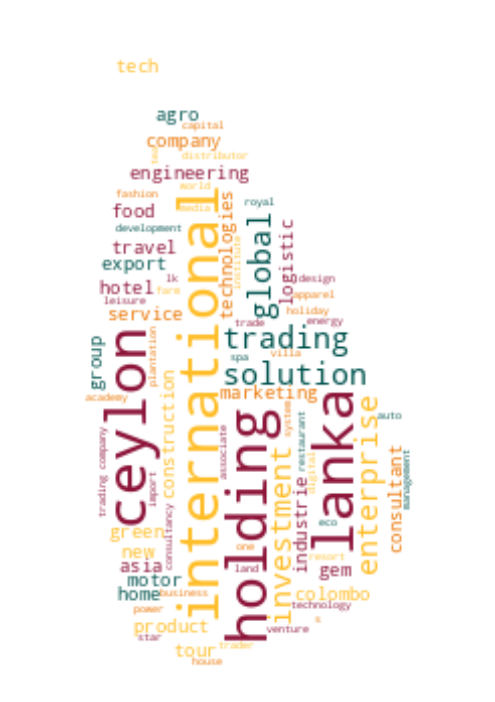 tech
agro
capital
company
tech
distributor
engineering
world
fashion
technologies
royal
food
media
international
global
logistic
development
travel
institute
export
lk
design
hotel
farm
apparel
leisure
holiday
service
trade
energy
trading
ceylon
plantation
group
spa
villa
solution
construction
marketing
academy
lanka
enterprise
holding
system
auto
restaurant
trading company
associate
investment
digital
consultant
management
import
consultancy
industrie
eco
green
new
one
resort
asia
land
gem
motor
home
business
colombo
power
technology
product
s
star
venture
tour
trader
house